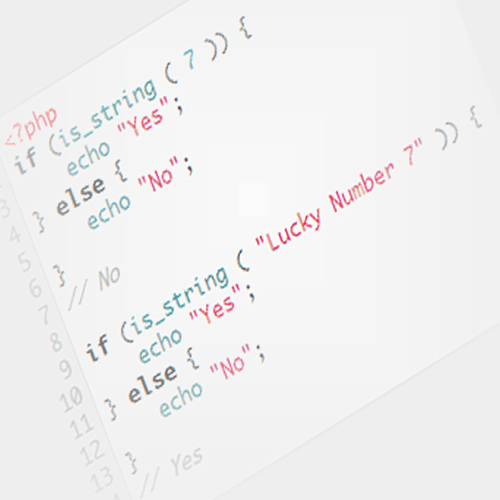 <?php
if (is_string ( 7 )) {
echo "Yes";
} else {
echo "No";
}
// No
if (is_string ( "Lucky Number 7" )) {
echo "Yes";
} else {
echo "No";
}
// Yes
3
4
5
6
7
8
9
10
11
12
13